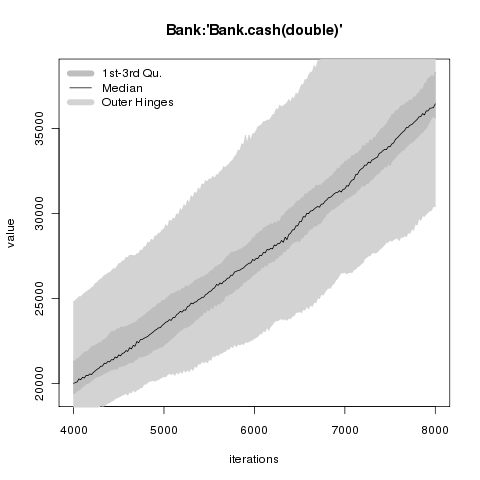 Bank:'Bank.cash(double)'
1st-3rd Qu.
Median
Outer Hinges
value
35000
30000
25000
20000
4000 5000 6000 7000 8000
iterations